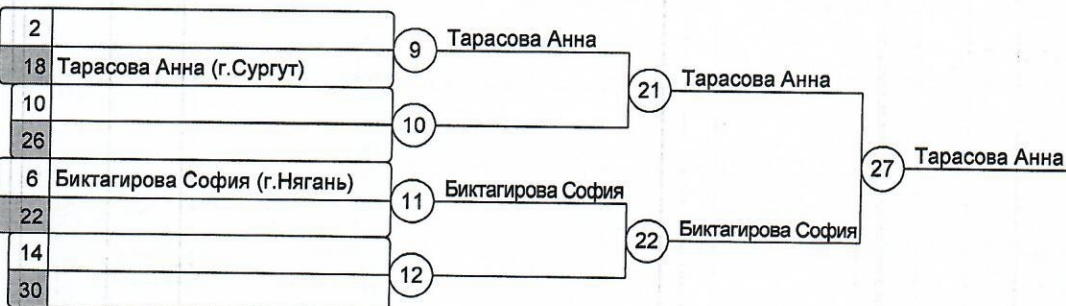 2
9
Тарасова Анна
18 Тарасова Анна (г.Сургут)
21
Тарасова Анна
10
10
26
27
Тарасова Анна
6 Биктагирова София (г.Нягань)
11
Биктагирова София
22
22
Биктагирова София
14
12
30